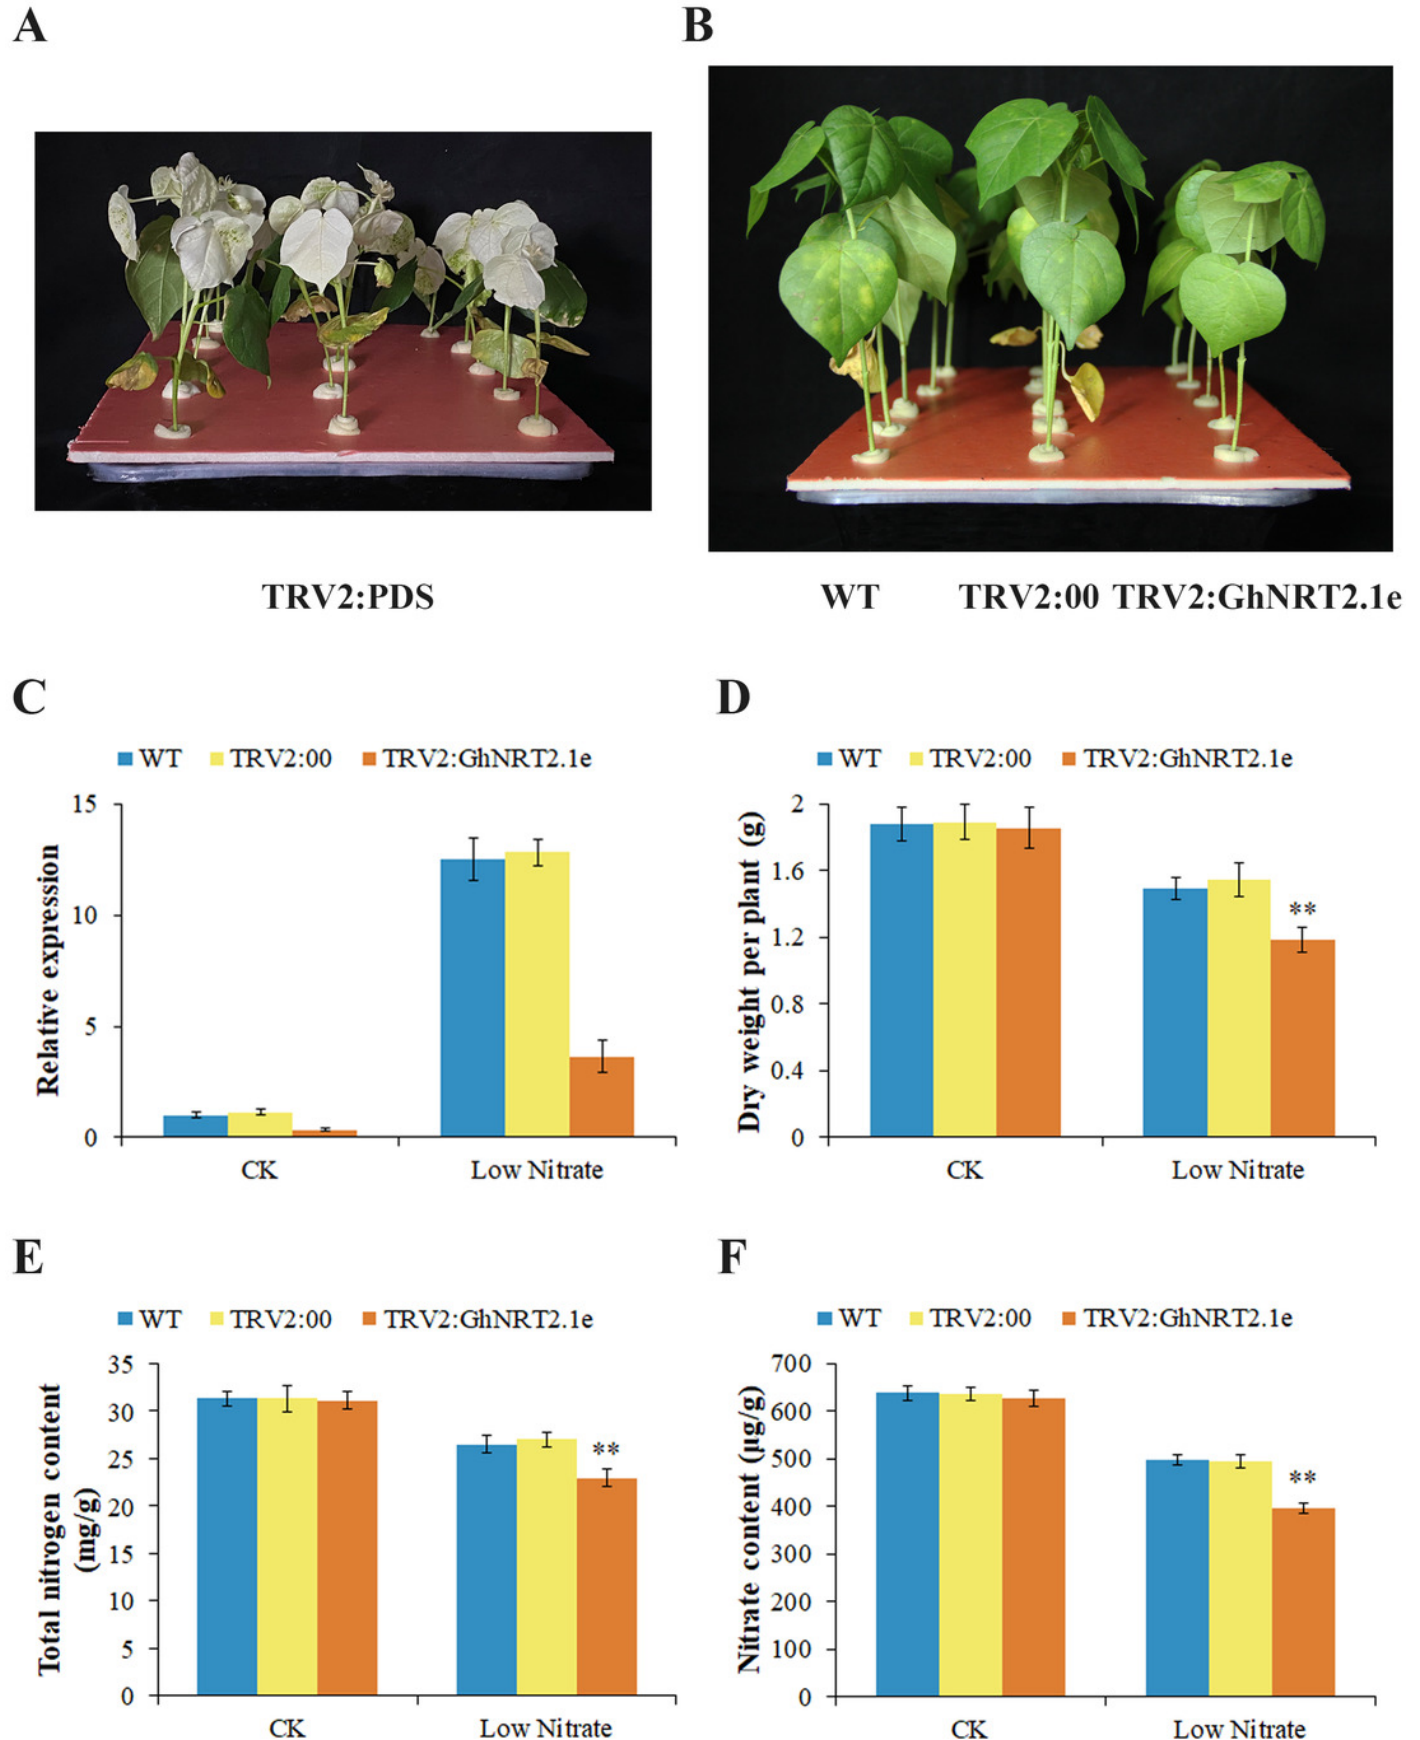 A
B
TRV2:PDS
WT TRV2:00 TRV2:GhNRT2.1e
C
WT TRV2:00 TRV2:GhNRT2.1e
Relative expression
15
10
5
0
CK Low Nitrate
D
WT TRV2:00 TRV2:GhNRT2.1e
Dry weight per plant (g)
2
1.6
1.2
0.8
0.4
0
**
CK Low Nitrate
E
WT TRV2:00 TRV2:GhNRT2.1e
Total nitrogen content
(mg/g)
35
30
25
20
15
10
5
0
**
CK Low Nitrate
F
WT TRV2:00 TRV2:GhNRT2.1e
Nitrate content (µg/g)
700
600
500
400
300
200
100
0
**
CK Low Nitrate